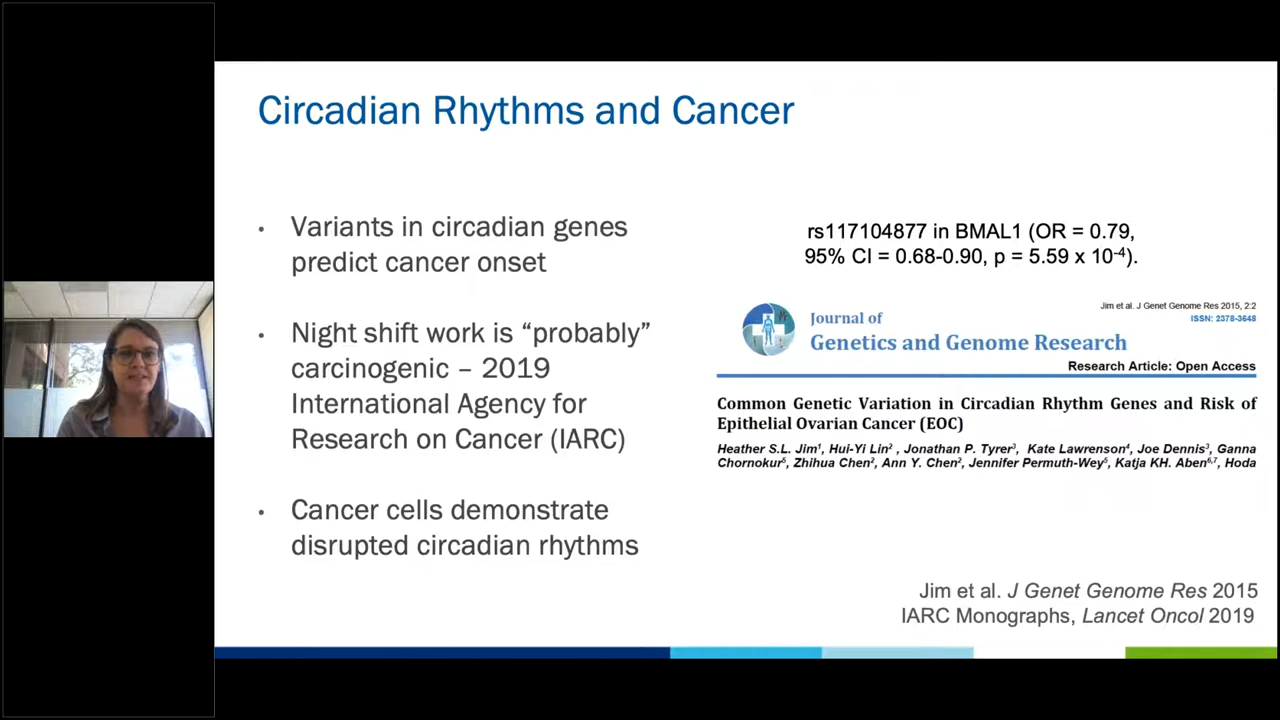 Circadian Rhythms and Cancer
• Variants in circadian genes
predict cancer onset
• Night shift work is “probably”
carcinogenic – 2019
International Agency for
Research on Cancer (IARC)
• Cancer cells demonstrate
disrupted circadian rhythms
rs117104877 in BMAL1 (OR = 0.79,
95% CI = 0.68-0.90, p = 5.59 x 10⁻⁴).
Jim et al. J Genet Genome Res 2015, 2:2
ISSN: 2378-3648
Journal of
Genetics and Genome Research
Research Article: Open Access
Common Genetic Variation in Circadian Rhythm Genes and Risk of
Epithelial Ovarian Cancer (EOC)
Heather S.L. Jim¹, Hui-Yi Lin² , Jonathan P. Tyrer³, Kate Lawrenson⁴, Joe Dennis³, Ganna
Chornokur⁵, Zhihua Chen², Ann Y. Chen², Jennifer Permuth-Wey⁵, Katja KH. Aben⁶,⁷, Hoda
Jim et al. J Genet Genome Res 2015
IARC Monographs, Lancet Oncol 2019